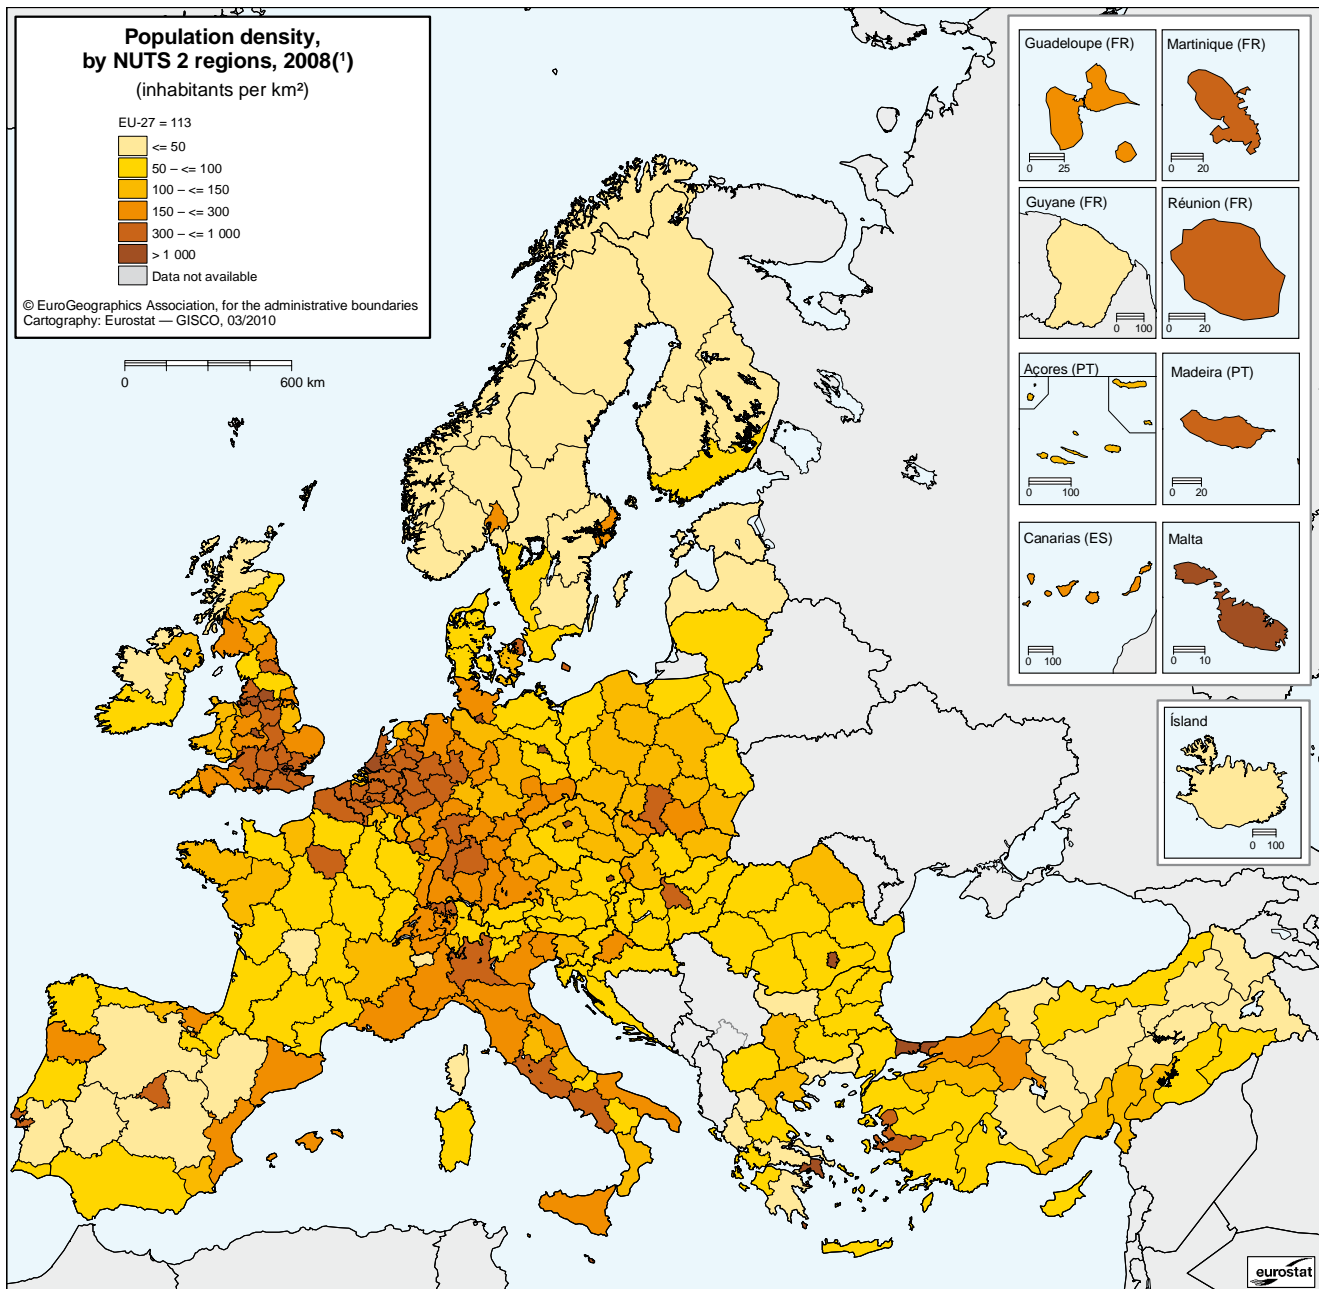 Population density,
by NUTS 2 regions, 2008(¹)
(inhabitants per km²)
EU-27 = 113
<= 50
50 – <= 100
100 – <= 150
150 – <= 300
300 – <= 1 000
> 1 000
Data not available
© EuroGeographics Association, for the administrative boundaries
Cartography: Eurostat — GISCO, 03/2010
0 600 km
Guadeloupe (FR)
0 25
Martinique (FR)
0 20
Guyane (FR)
0 100
Réunion (FR)
0 20
Açores (PT)
0 100
Madeira (PT)
0 20
Canarias (ES)
0 100
Malta
0 10
Ísland
0 100
eurostat